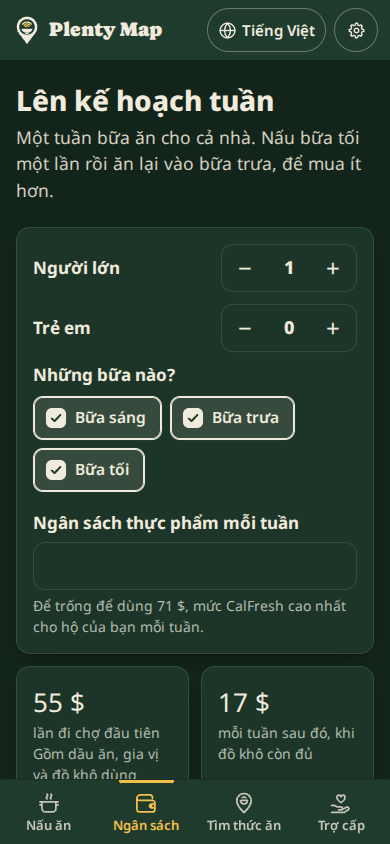 Plenty Map
Tiếng Việt
Lên kế hoạch tuần
Một tuần bữa ăn cho cả nhà. Nấu bữa tối
một lần rồi ăn lại vào bữa trưa, để mua ít
hơn.
Người lớn
− 1 +
Trẻ em
− 0 +
Những bữa nào?
Bữa sáng
Bữa trưa
Bữa tối
Ngân sách thực phẩm mỗi tuần
Để trống để dùng 71 $, mức CalFresh cao nhất
cho hộ của bạn mỗi tuần.
55 $
lần đi chợ đầu tiên
Gồm dầu ăn, gia vị
và đồ khô dùng
17 $
mỗi tuần sau đó, khi
đồ khô còn đủ
Nấu ăn
Ngân sách
Tìm thức ăn
Trợ cấp